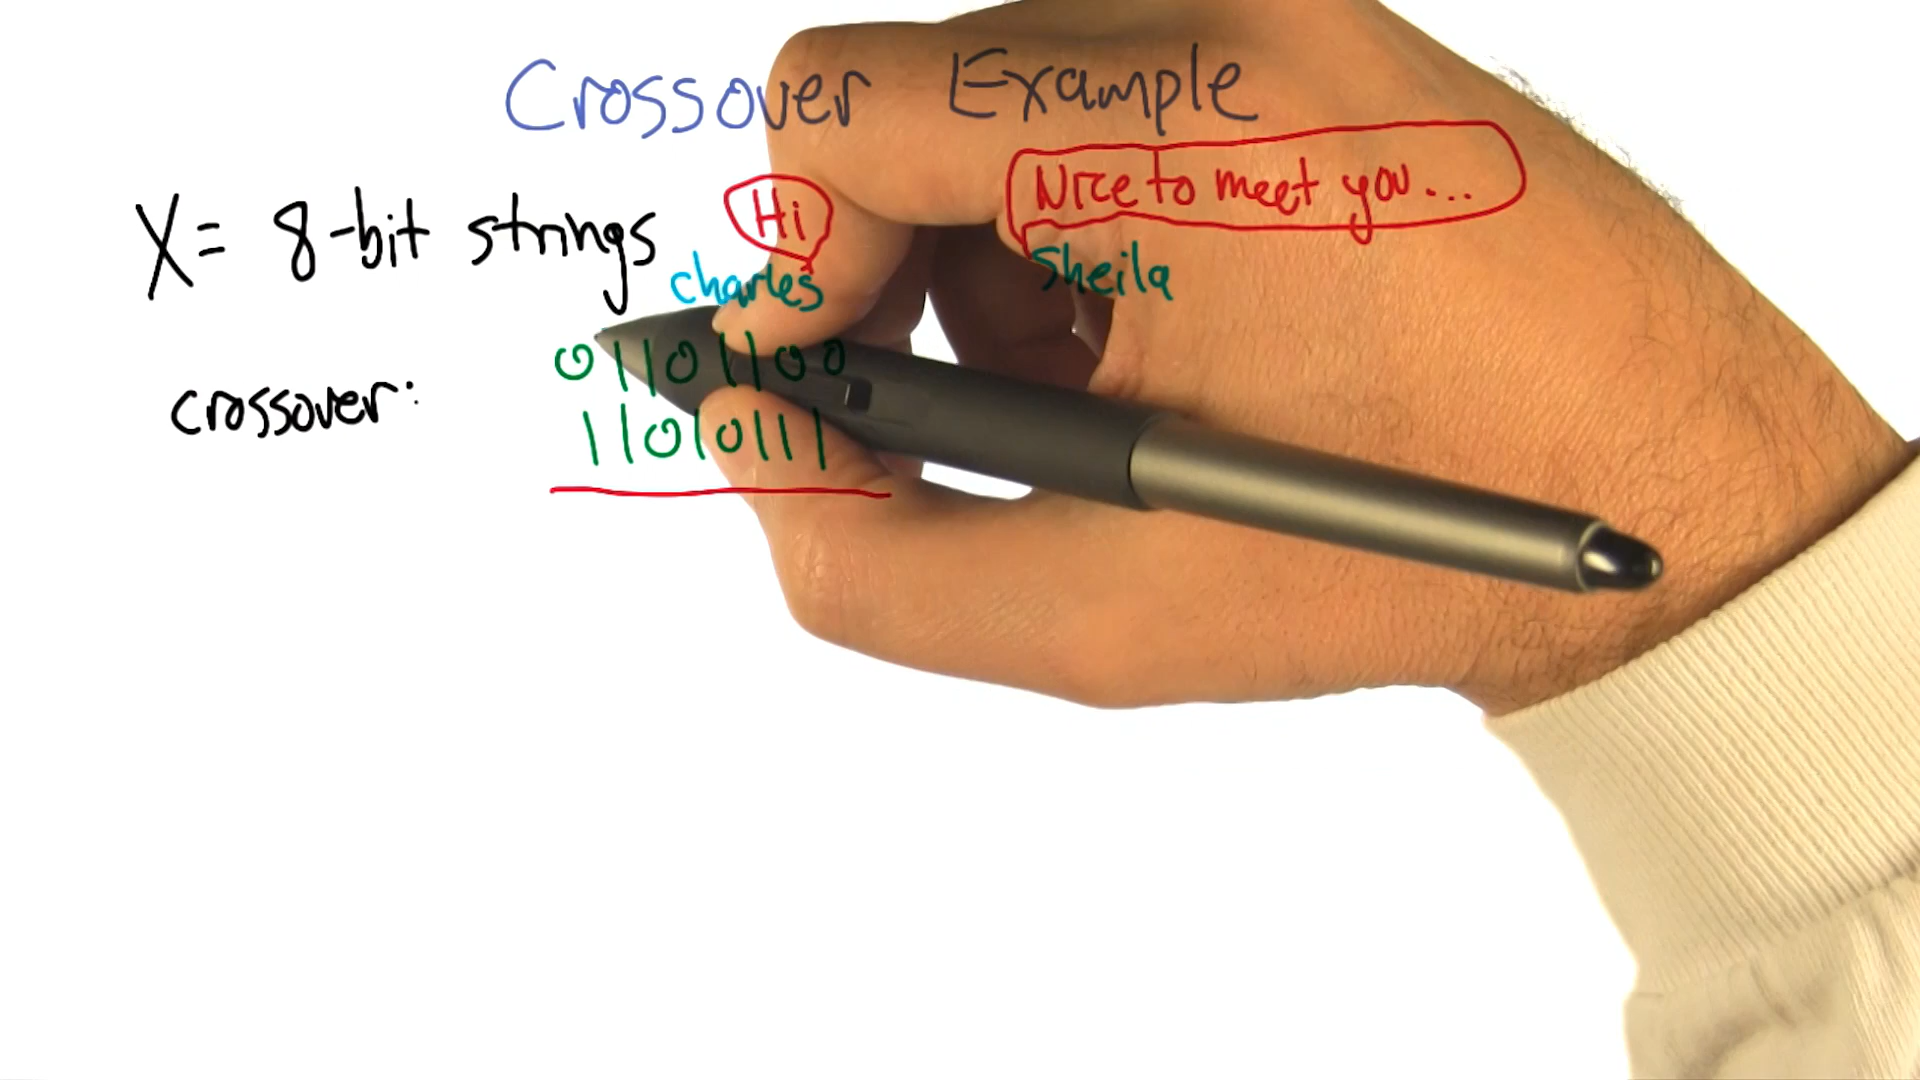 Crossover Example
X = 8-bit strings
Hi
Nice to meet you...
charles
Sheila
01101100
crossover:
11010111